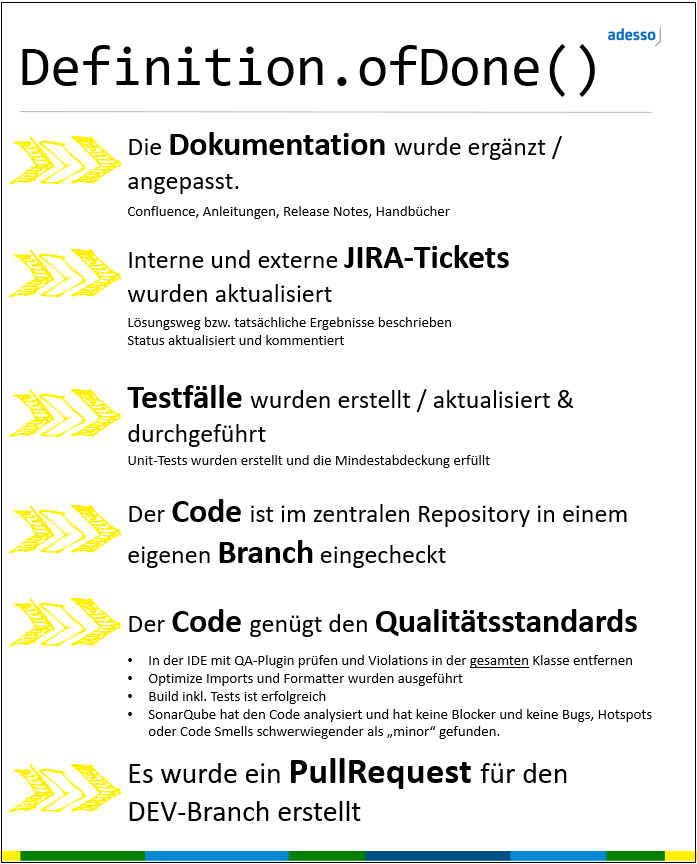 adesso
Definition.ofDone()
Die Dokumentation wurde ergänzt /
angepasst.
Confluence, Anleitungen, Release Notes, Handbücher
Interne und externe JIRA-Tickets
wurden aktualisiert
Lösungsweg bzw. tatsächliche Ergebnisse beschrieben
Status aktualisiert und kommentiert
Testfälle wurden erstellt / aktualisiert &
durchgeführt
Unit-Tests wurden erstellt und die Mindestabdeckung erfüllt
Der Code ist im zentralen Repository in einem
eigenen Branch eingecheckt
Der Code genügt den Qualitätsstandards
• In der IDE mit QA-Plugin prüfen und Violations in der gesamten Klasse entfernen
• Optimize Imports und Formatter wurden ausgeführt
• Build inkl. Tests ist erfolgreich
• SonarQube hat den Code analysiert und hat keine Blocker und keine Bugs, Hotspots
oder Code Smells schwerwiegender als „minor“ gefunden.
Es wurde ein PullRequest für den
DEV-Branch erstellt